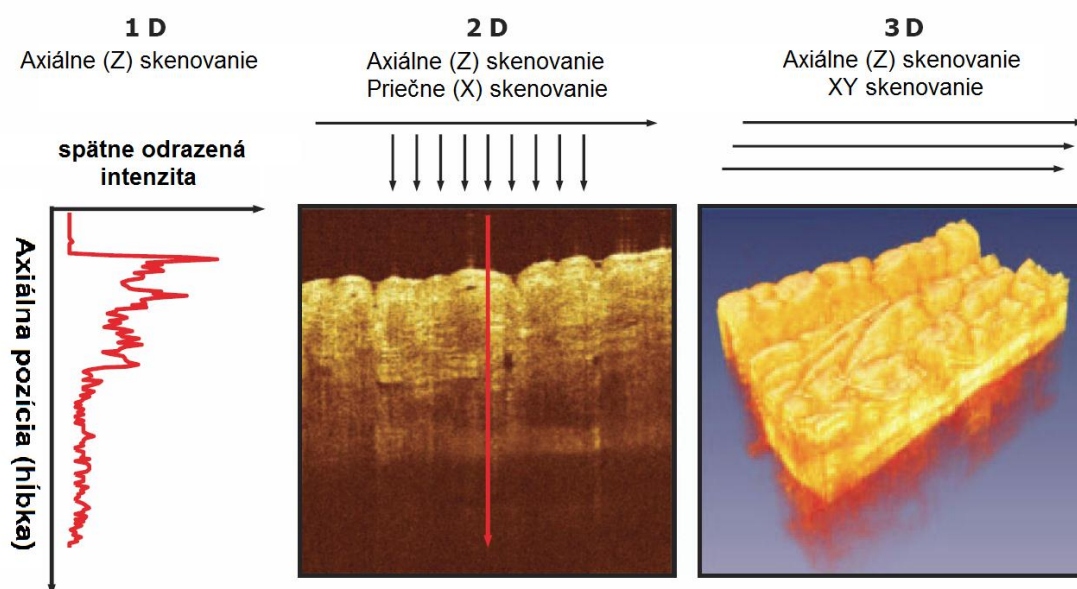 1 D
Axiálne (Z) skenovanie
spätne odrazená
intenzita
Axiálna pozícia (hĺbka)
2 D
Axiálne (Z) skenovanie
Priečne (X) skenovanie
3 D
Axiálne (Z) skenovanie
XY skenovanie